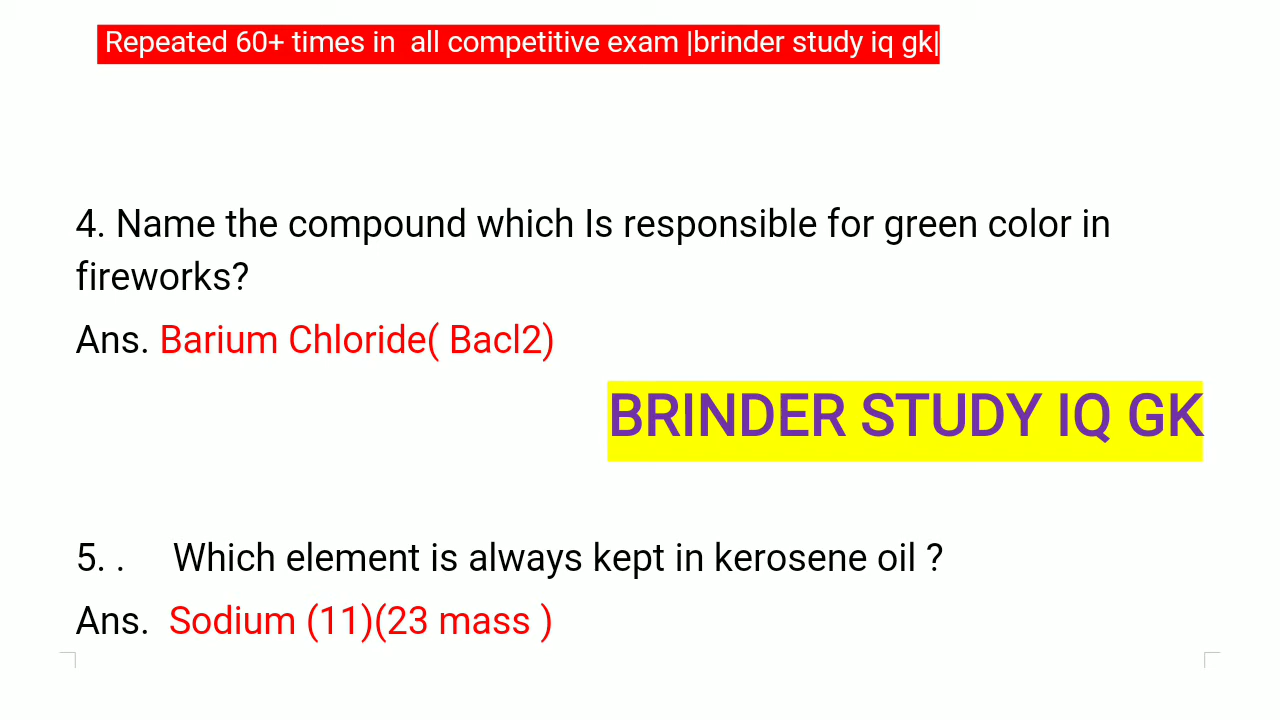 Repeated 60+ times in  all competitive exam |brinder study iq gk|
4. Name the compound which Is responsible for green color in
fireworks?
Ans. Barium Chloride( Bacl2)
BRINDER STUDY IQ GK
5. .     Which element is always kept in kerosene oil ?
Ans.  Sodium (11)(23 mass )